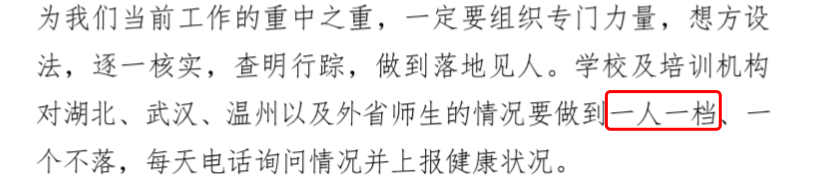 为我们当前工作的重中之重，一定要组织专门力量，想方设
法，逐一核实，查明行踪，做到落地见人。学校及培训机构
对湖北、武汉、温州以及外省师生的情况要做到一人一档、一
个不落，每天电话询问情况并上报健康状况。